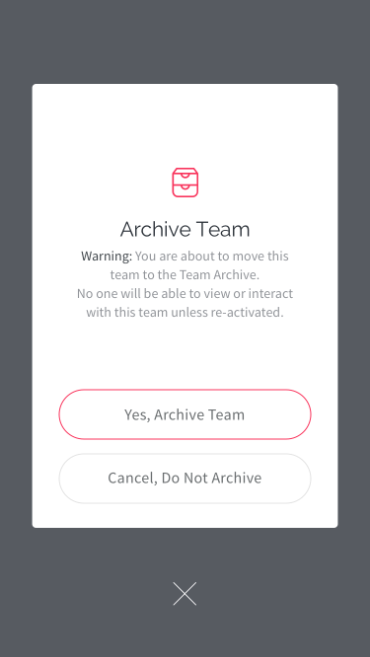 Archive Team
Warning: You are about to move this
team to the Team Archive.
No one will be able to view or interact
with this team unless re-activated.
Yes, Archive Team
Cancel, Do Not Archive